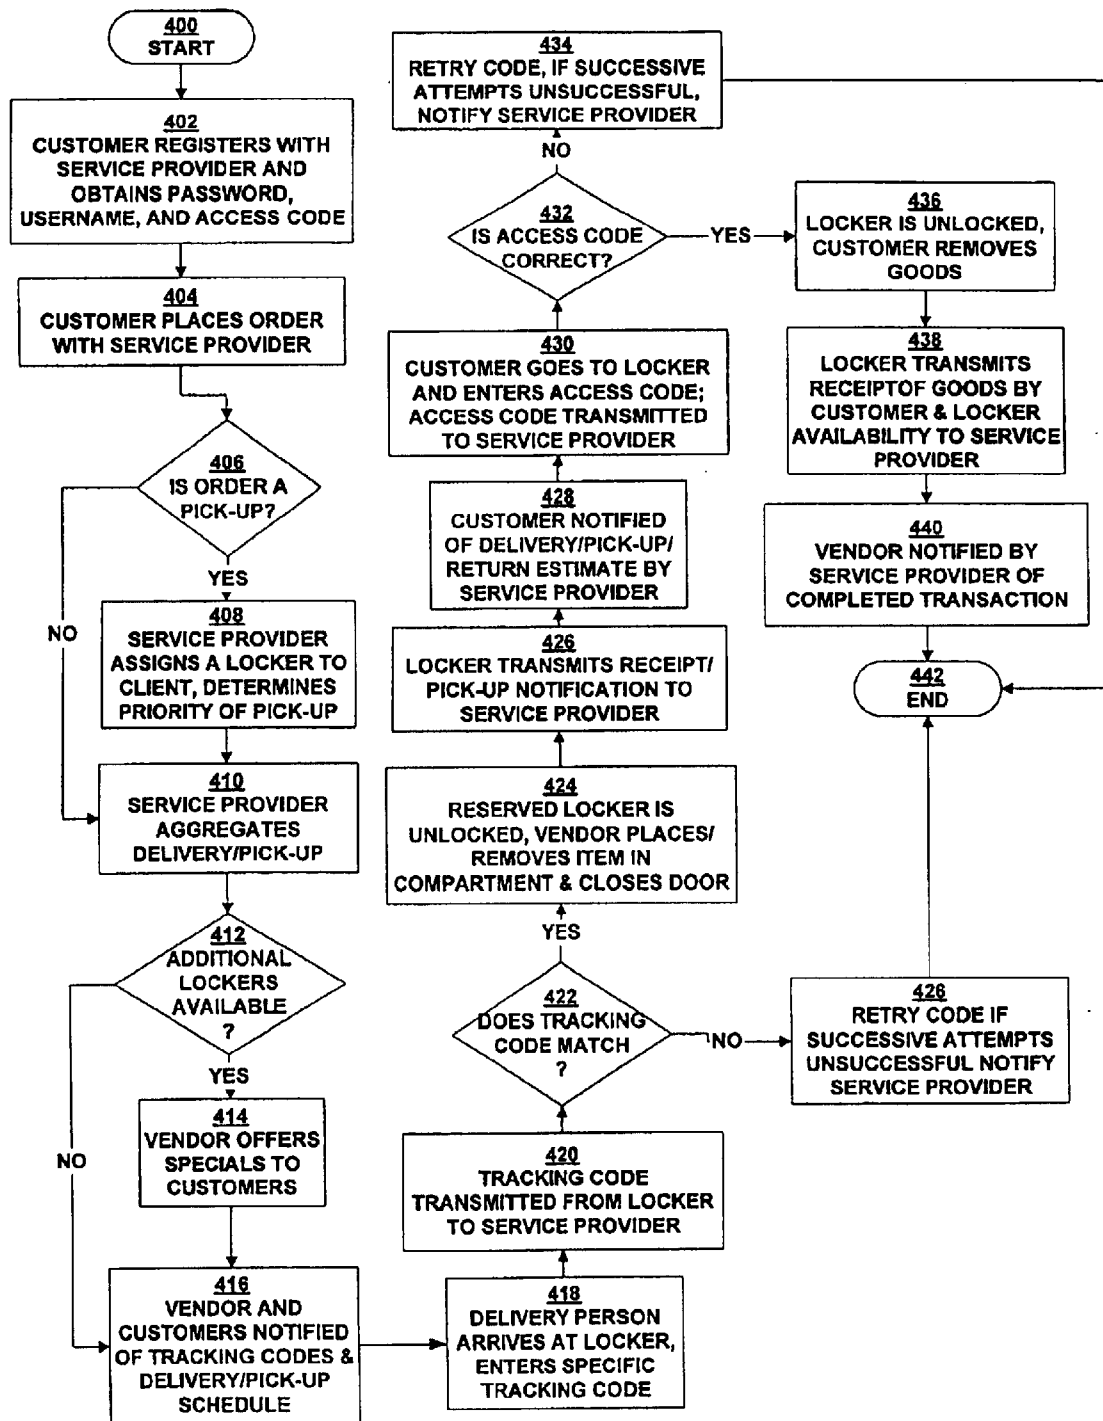 400
START
402
CUSTOMER REGISTERS WITH
SERVICE PROVIDER AND
OBTAINS PASSWORD,
USERNAME, AND ACCESS CODE
404
CUSTOMER PLACES ORDER
WITH SERVICE PROVIDER
406
IS ORDER A
PICK-UP?
YES
NO
408
SERVICE PROVIDER
ASSIGNS A LOCKER TO
CLIENT, DETERMINES
PRIORITY OF PICK-UP
410
SERVICE PROVIDER
AGGREGATES
DELIVERY/PICK-UP
412
ADDITIONAL
LOCKERS
AVAILABLE
?
YES
NO
414
VENDOR OFFERS
SPECIALS TO
CUSTOMERS
416
VENDOR AND
CUSTOMERS NOTIFIED
OF TRACKING CODES &
DELIVERY/PICK-UP
SCHEDULE
418
DELIVERY PERSON
ARRIVES AT LOCKER,
ENTERS SPECIFIC
TRACKING CODE
420
TRACKING CODE
TRANSMITTED FROM LOCKER
TO SERVICE PROVIDER
422
DOES TRACKING
CODE MATCH
?
NO
YES
426
RETRY CODE IF
SUCCESSIVE ATTEMPTS
UNSUCCESSFUL NOTIFY
SERVICE PROVIDER
424
RESERVED LOCKER IS
UNLOCKED, VENDOR PLACES/
REMOVES ITEM IN
COMPARTMENT & CLOSES DOOR
426
LOCKER TRANSMITS RECEIPT/
PICK-UP NOTIFICATION TO
SERVICE PROVIDER
428
CUSTOMER NOTIFIED
OF DELIVERY/PICK-UP/
RETURN ESTIMATE BY
SERVICE PROVIDER
430
CUSTOMER GOES TO LOCKER
AND ENTERS ACCESS CODE;
ACCESS CODE TRANSMITTED
TO SERVICE PROVIDER
432
IS ACCESS CODE
CORRECT?
NO
YES
434
RETRY CODE, IF SUCCESSIVE
ATTEMPTS UNSUCCESSFUL,
NOTIFY SERVICE PROVIDER
436
LOCKER IS UNLOCKED,
CUSTOMER REMOVES
GOODS
438
LOCKER TRANSMITS
RECEIPTOF GOODS BY
CUSTOMER & LOCKER
AVAILABILITY TO SERVICE
PROVIDER
440
VENDOR NOTIFIED BY
SERVICE PROVIDER OF
COMPLETED TRANSACTION
442
END